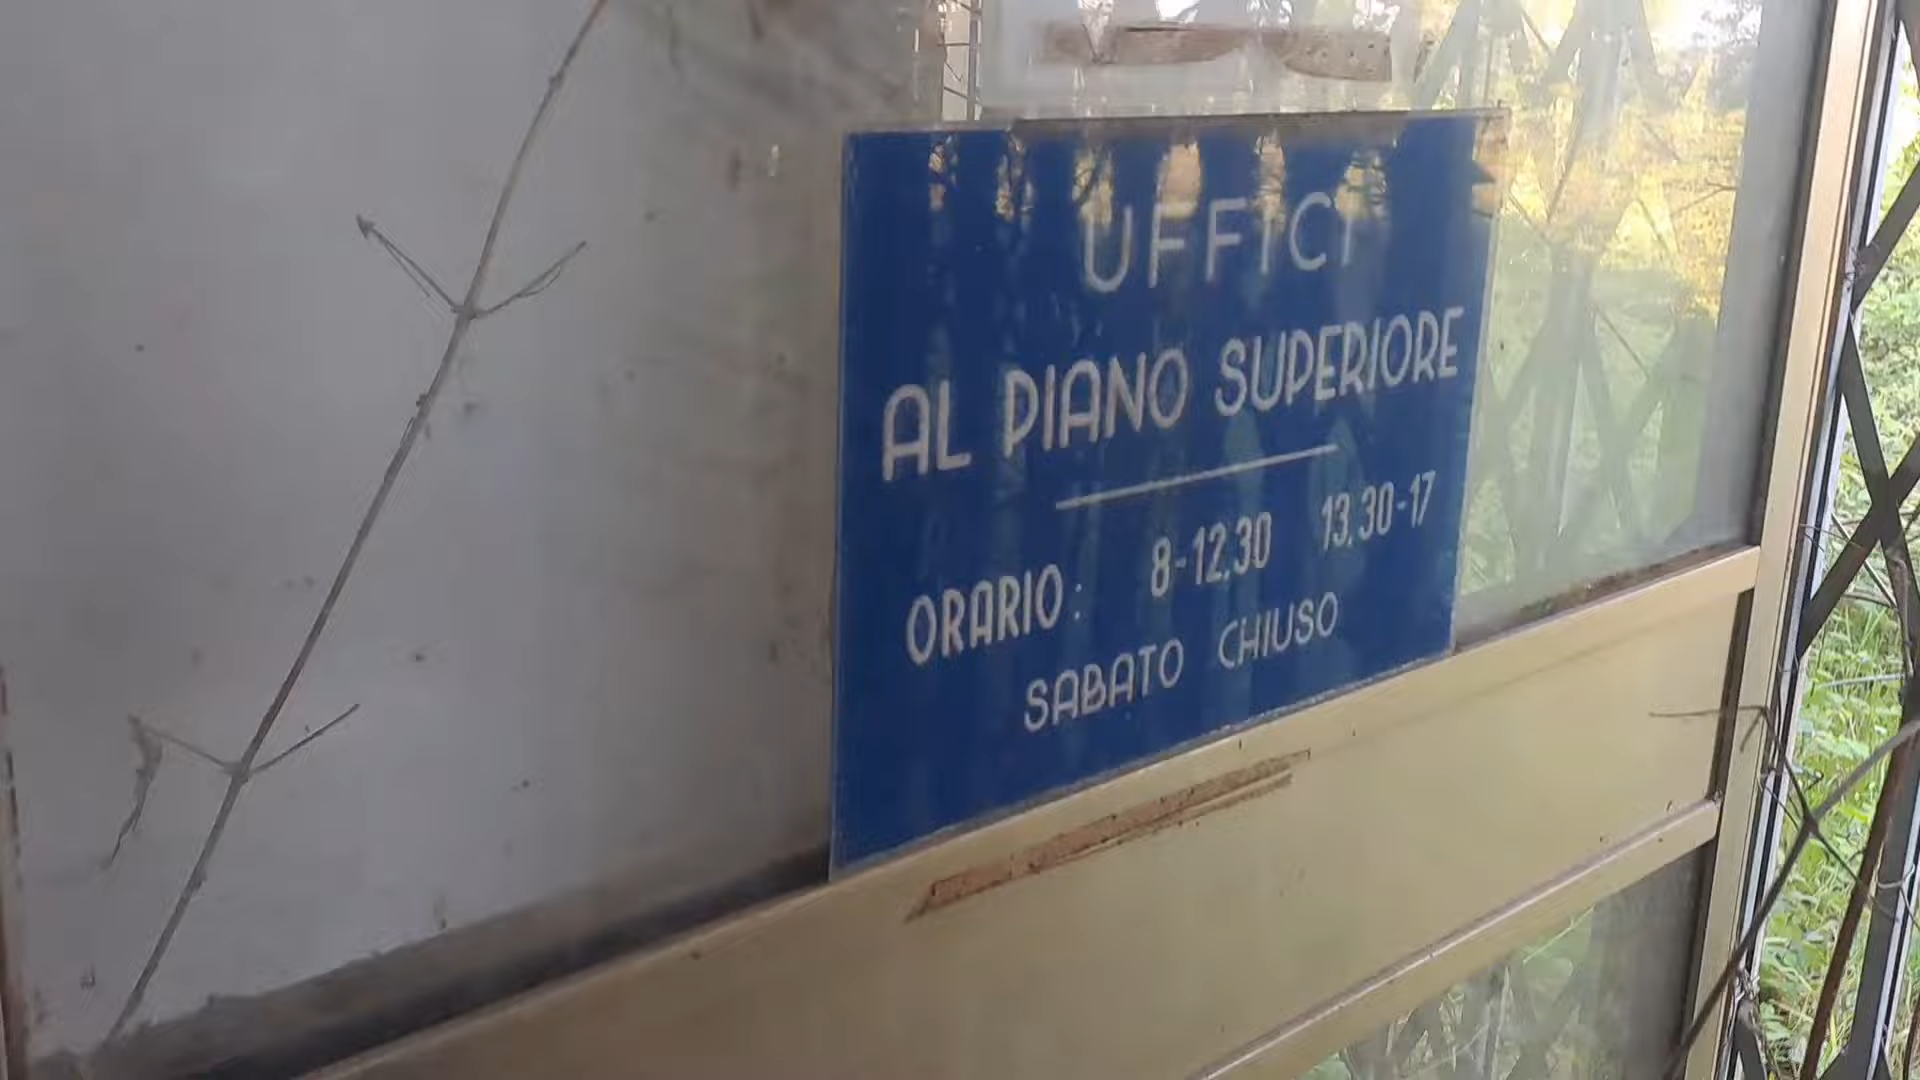 UFFICI
AL PIANO SUPERIORE
ORARIO: 8-12.30 13.30-17
SABATO CHIUSO